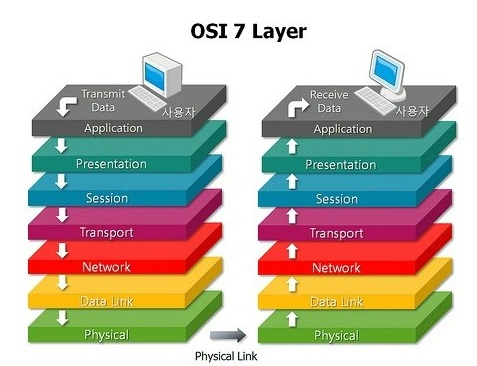 OSI 7 Layer
Transmit
Data
사용자
Application
Presentation
Session
Transport
Network
Data Link
Physical
Receive
Data
사용자
Application
Presentation
Session
Transport
Network
Data Link
Physical
Physical Link